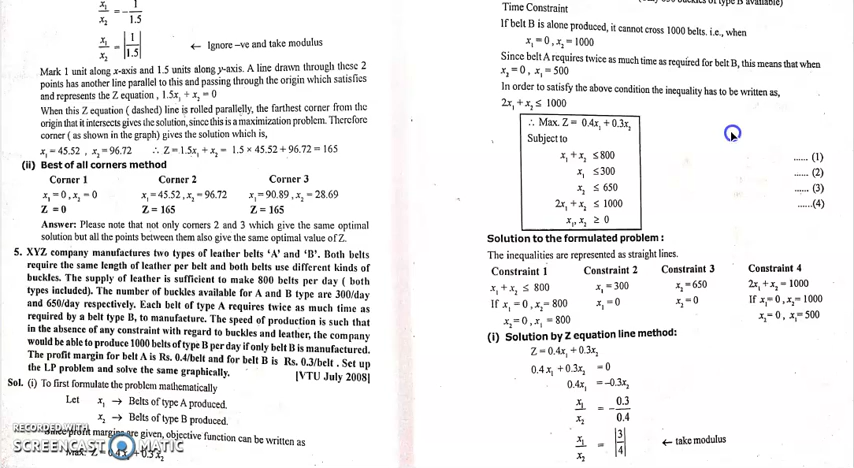 x₁/x₂ = -1/1.5
x₁/x₂ = |1/1.5| ← Ignore –ve and take modulus
Mark 1 unit along x-axis and 1.5 units along y-axis. A line drawn through these 2
points has another line parallel to this and passing through the origin which satisfies
and represents the Z equation , 1.5x₁ + x₂ = 0
When this Z equation ( dashed) line is rolled parallelly, the farthest corner from the
origin that it intersects gives the solution, since this is a maximization problem. Therefore
corner ( as shown in the graph) gives the solution which is,
x₁ = 45.52 , x₂ = 96.72 ∴ Z = 1.5x₁ + x₂ = 1.5 × 45.52 + 96.72 = 165
(ii) Best of all corners method
Corner 1 Corner 2 Corner 3
x₁ = 0, x₂ = 0 x₁ = 45.52, x₂ = 96.72 x₁ = 90.89, x₂ = 28.69
Z = 0 Z = 165 Z = 165
Answer: Please note that not only corners 2 and 3 which give the same optimal
solution but all the points between them also give the same optimal value of Z.
5. XYZ company manufactures two types of leather belts ‘A’ and ‘B’. Both belts
require the same length of leather per belt and both belts use different kinds of
buckles. The supply of leather is sufficient to make 800 belts per day ( both
types included). The number of buckles available for A and B type are 300/day
and 650/day respectively. Each belt of type A requires twice as much time as
required by a belt type B, to manufacture. The speed of production is such that
in the absence of any constraint with regard to buckles and leather, the company
would be able to produce 1000 belts of type B per day if only belt B is manufactured.
The profit margin for belt A is Rs. 0.4/belt and for belt B is Rs. 0.3/belt . Set up
the LP problem and solve the same graphically. [VTU July 2008]
Sol. (i) To first formulate the problem mathematically
Let x₁ → Belts of type A produced.
x₂ → Belts of type B produced.
Since profit margins are given, objective function can be written as
Max. Z = 0.4x₁ + 0.3x₂
RECORDED WITH
SCREENCAST MATIC
buckles of type B available)
Time Constraint
If belt B is alone produced, it cannot cross 1000 belts. i.e., when
x₁ = 0, x₂ = 1000
Since belt A requires twice as much time as required for belt B, this means that when
x₂ = 0, x₁ = 500
In order to satisfy the above condition the inequality has to be written as,
2x₁ + x₂ ≤ 1000
∴ Max. Z = 0.4x₁ + 0.3x₂
Subject to
x₁ + x₂ ≤ 800 ...... (1)
x₁ ≤ 300 ...... (2)
x₂ ≤ 650 ...... (3)
2x₁ + x₂ ≤ 1000 ......(4)
x₁, x₂ ≥ 0
Solution to the formulated problem :
The inequalities are represented as straight lines.
Constraint 1 Constraint 2 Constraint 3 Constraint 4
x₁ + x₂ ≤ 800 x₁ = 300 x₂ = 650 2x₁ + x₂ = 1000
If x₁ = 0, x₂ = 800 x₁ = 0 x₂ = 0 If x₁ = 0, x₂ = 1000
x₂ = 0, x₁ = 800 x₂ = 0, x₁ = 500
(i) Solution by Z equation line method:
Z = 0.4x₁ + 0.3x₂
0.4 x₁ + 0.3x₂ = 0
0.4x₁ = –0.3x₂
x₁/x₂ = -0.3/0.4
x₁/x₂ = |3/4| ← take modulus